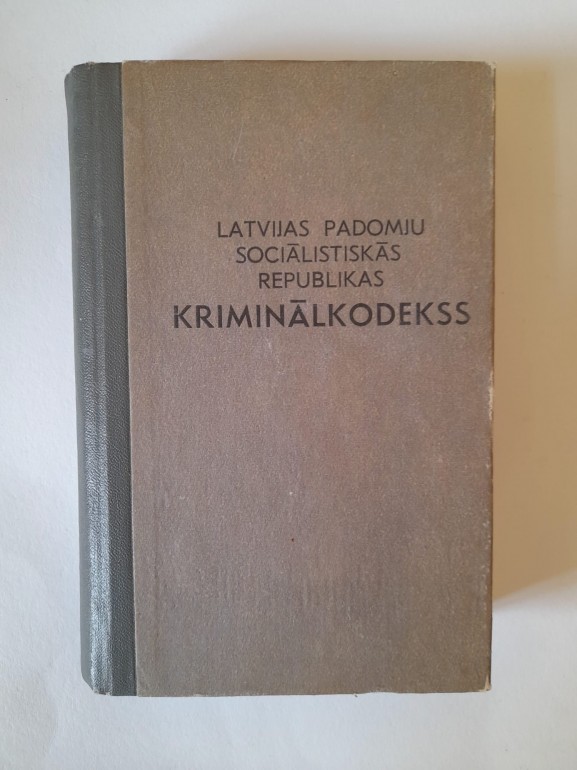 LATVIJAS PADOMJU
SOCIĀLISTISKĀS
REPUBLIKAS
KRIMINĀLKODEKSS